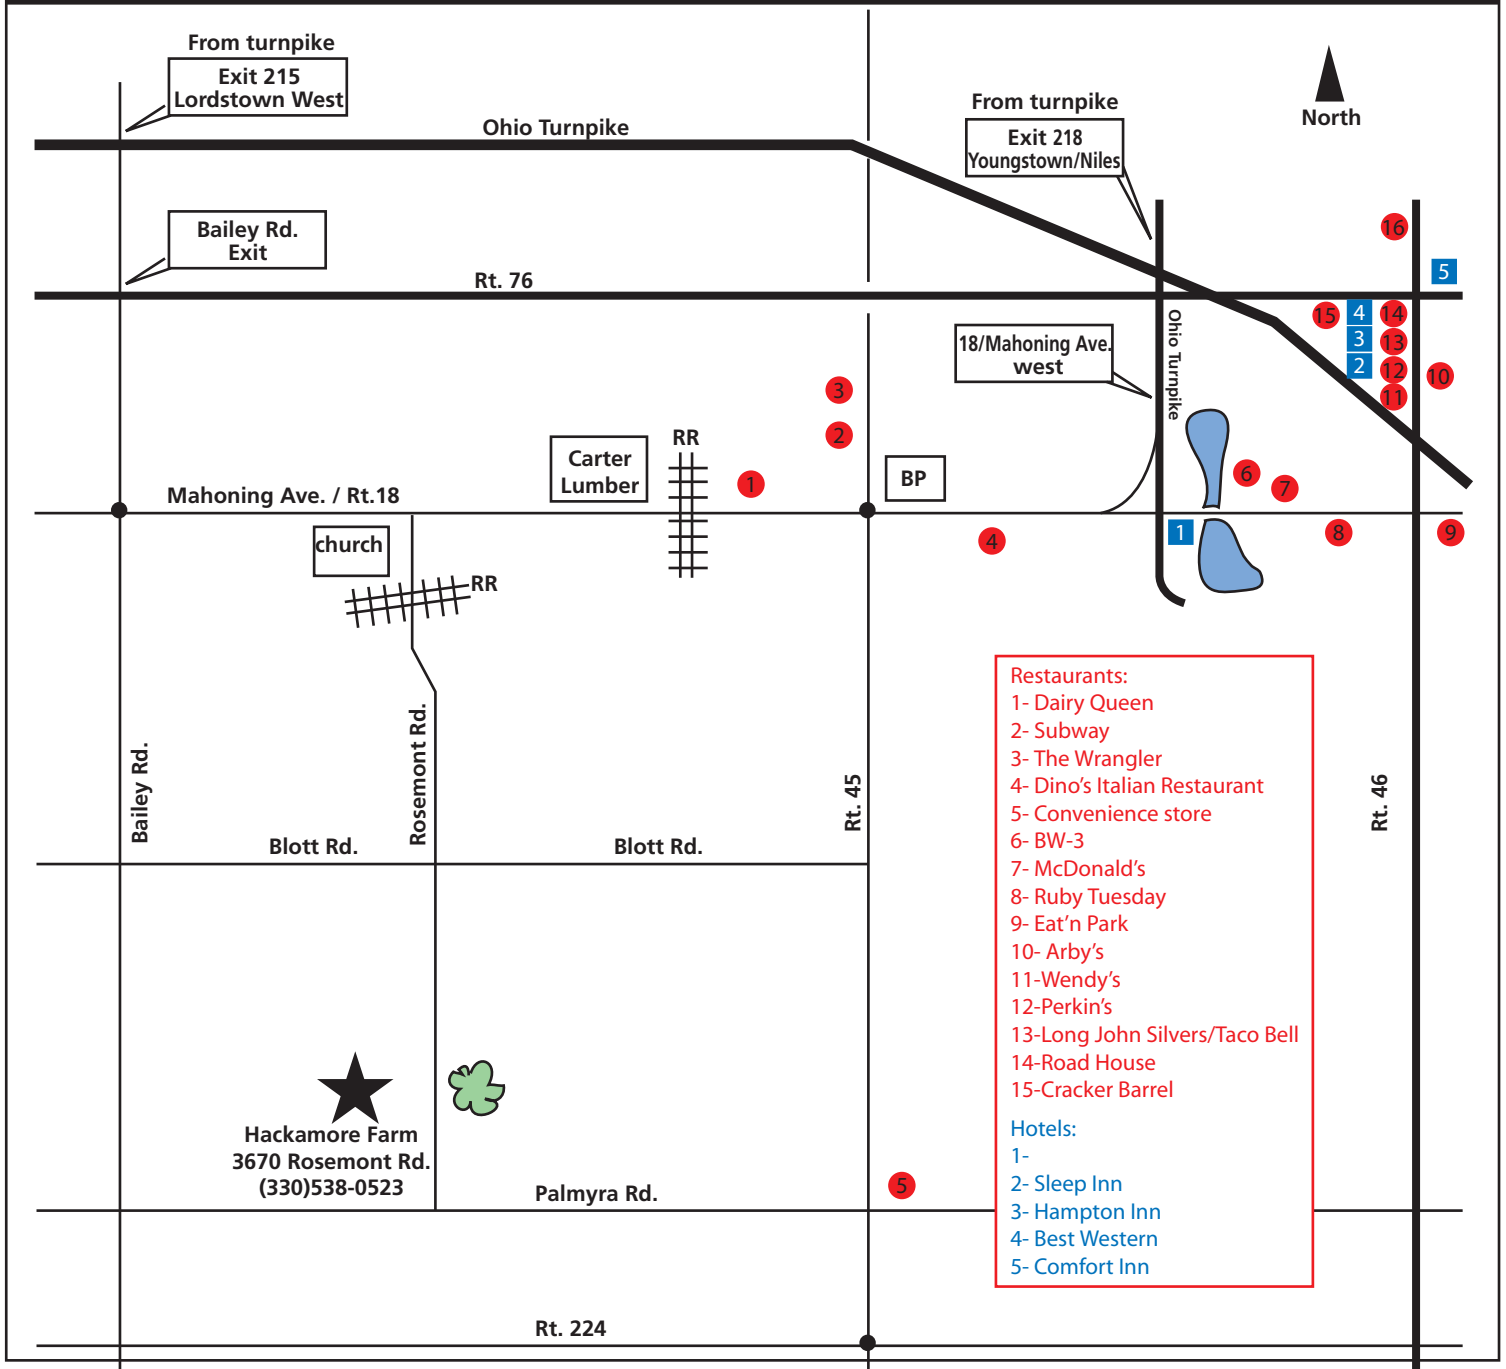 From turnpike
Exit 215
Lordstown West
Ohio Turnpike
From turnpike
Exit 218
Youngstown/Niles
North
Bailey Rd.
Exit
Rt. 76
16
5
15
4
14
3
13
2
12
11
10
18/Mahoning Ave.
west
Ohio Turnpike
3
2
RR
Carter
Lumber
1
BP
6
7
Mahoning Ave. / Rt.18
church
RR
4
1
8
9
Bailey Rd.
Rosemont Rd.
Rt. 45
Rt. 46
Blott Rd.
Blott Rd.
Restaurants:
1- Dairy Queen
2- Subway
3- The Wrangler
4- Dino’s Italian Restaurant
5- Convenience store
6- BW-3
7- McDonald’s
8- Ruby Tuesday
9- Eat’n Park
10- Arby’s
11-Wendy’s
12-Perkin’s
13-Long John Silvers/Taco Bell
14-Road House
15-Cracker Barrel
Hotels:
1-
2- Sleep Inn
3- Hampton Inn
4- Best Western
5- Comfort Inn
Hackamore Farm
3670 Rosemont Rd.
(330)538-0523
Palmyra Rd.
5
Rt. 224